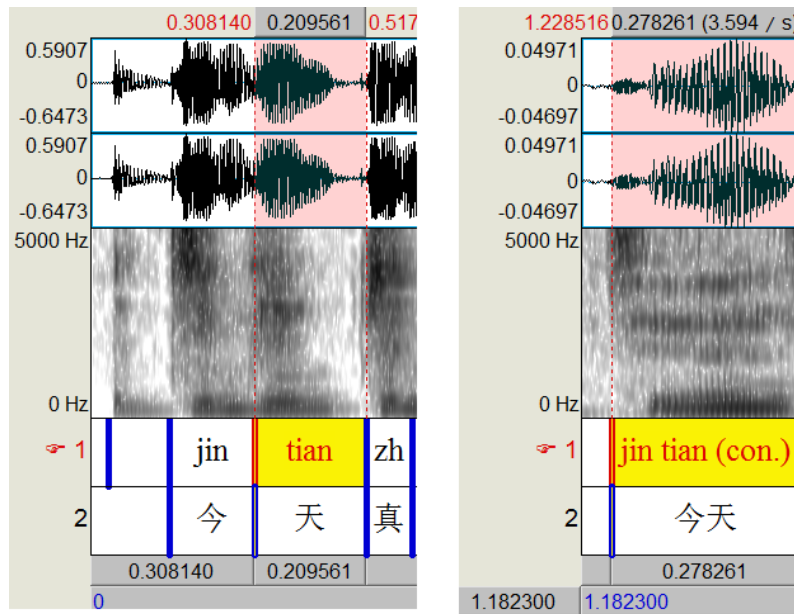 0.308140 0.209561 0.517
0.5907
0
-0.6473
0.5907
0
-0.6473
5000 Hz
0 Hz
☞ 1 jin tian zh
2 今 天 真
0.308140 0.209561
0
1.228516 0.278261 (3.594 / s)
0.04971
0
-0.04697
0.04971
0
-0.04697
5000 Hz
0 Hz
☞ 1 jin tian (con.)
2 今天
0.278261
1.182300 1.182300